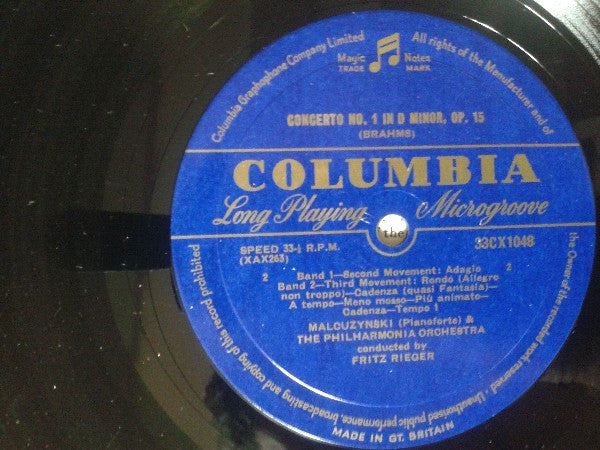 Columbia Graphophone Company Limited
All rights of the Manufacturer and of
the Owner of the recorded work reserved · Unauthorised public performance, broadcasting and copying of this record prohibited
Magic Notes
TRADE MARK
CONCERTO NO. 1 IN D MINOR, OP. 15
(BRAHMS)
COLUMBIA
Long Playing Microgroove
the
SPEED 33-⅓ R.P.M. 33CX1048
(XAX263)
2 Band 1—Second Movement: Adagio 2
Band 2—Third Movement: Rondo (Allegro
non troppo)—Cadenza (quasi Fantasia)—
A tempo—Meno mosso—Più animato—
Cadenza—Tempo 1
MALCUZYNSKI (Pianoforte) &
THE PHILHARMONIA ORCHESTRA
conducted by
FRITZ RIEGER
MADE IN GT. BRITAIN